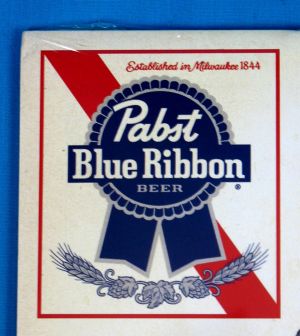 Established in Milwaukee 1844
Pabst
Blue Ribbon
BEER
®